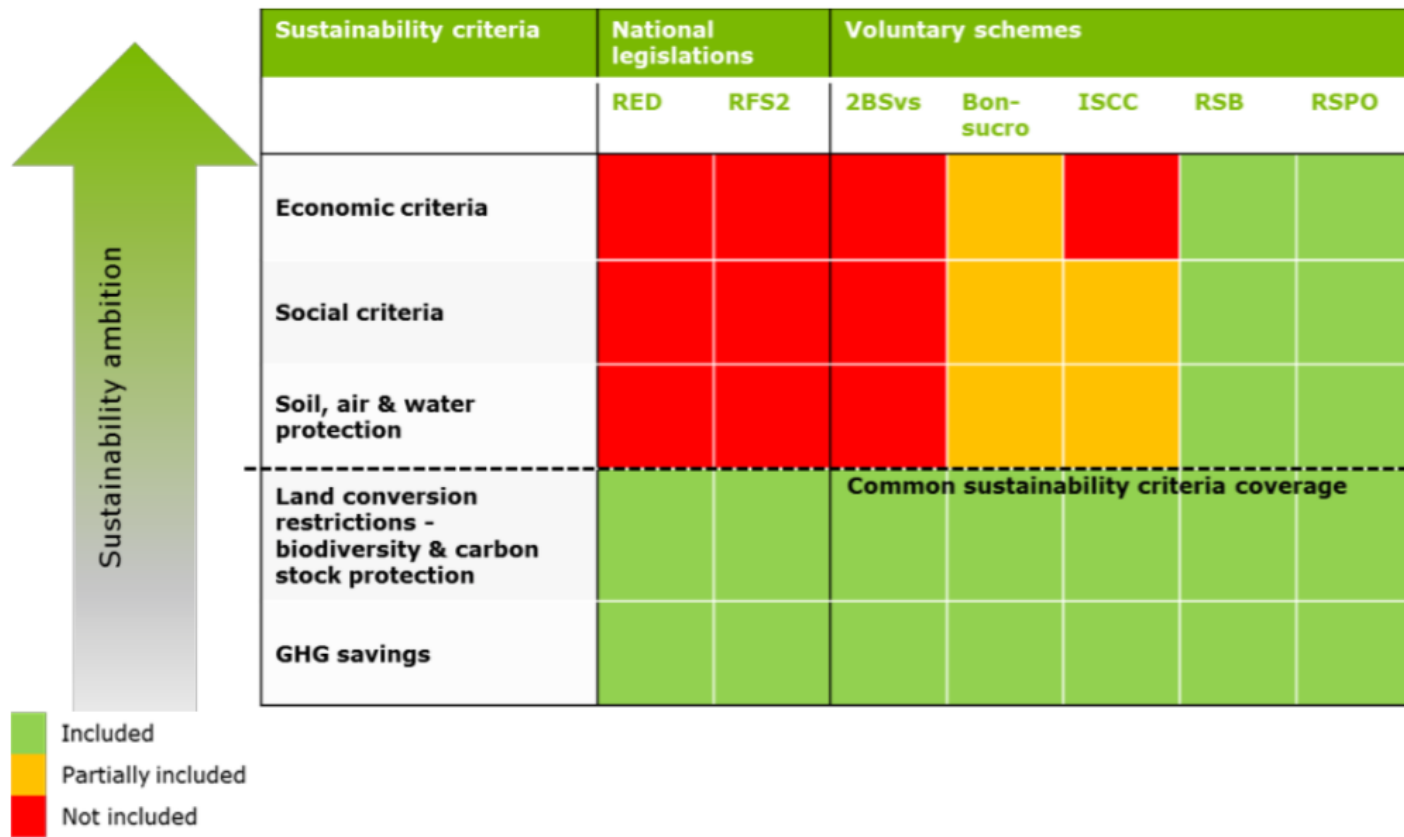 Sustainability criteria
National
legislations
Voluntary schemes
RED
RFS2
2BSvs
Bon-
sucro
ISCC
RSB
RSPO
Sustainability ambition
Economic criteria
Social criteria
Soil, air & water
protection
Common sustainability criteria coverage
Land conversion
restrictions -
biodiversity & carbon
stock protection
GHG savings
Included
Partially included
Not included